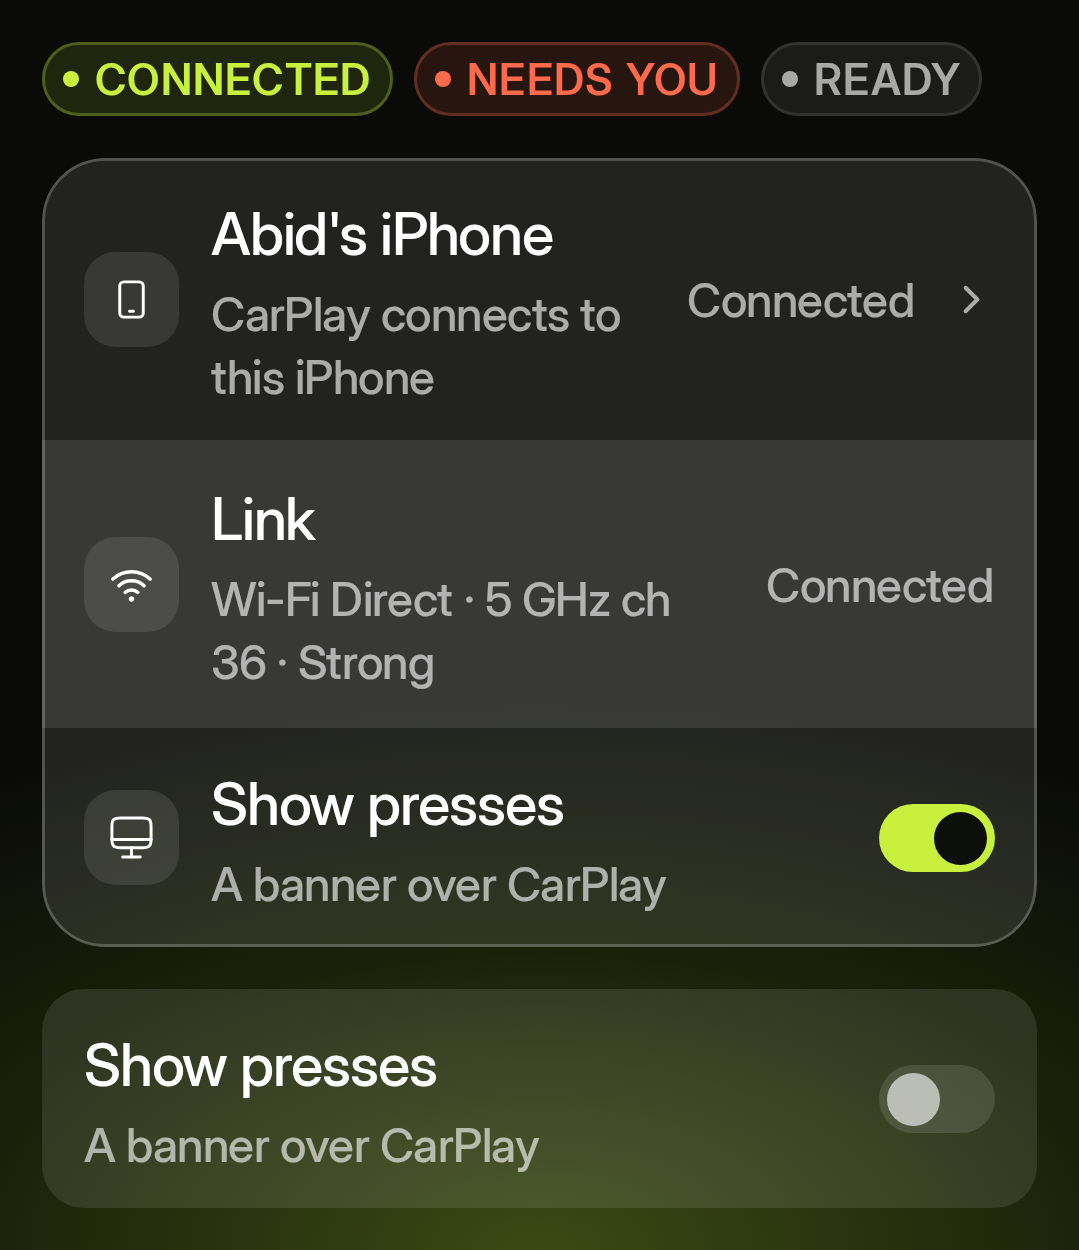 CONNECTED
NEEDS YOU
READY
Abid's iPhone
CarPlay connects to
this iPhone
Connected
Link
Wi-Fi Direct · 5 GHz ch
36 · Strong
Connected
Show presses
A banner over CarPlay
Show presses
A banner over CarPlay